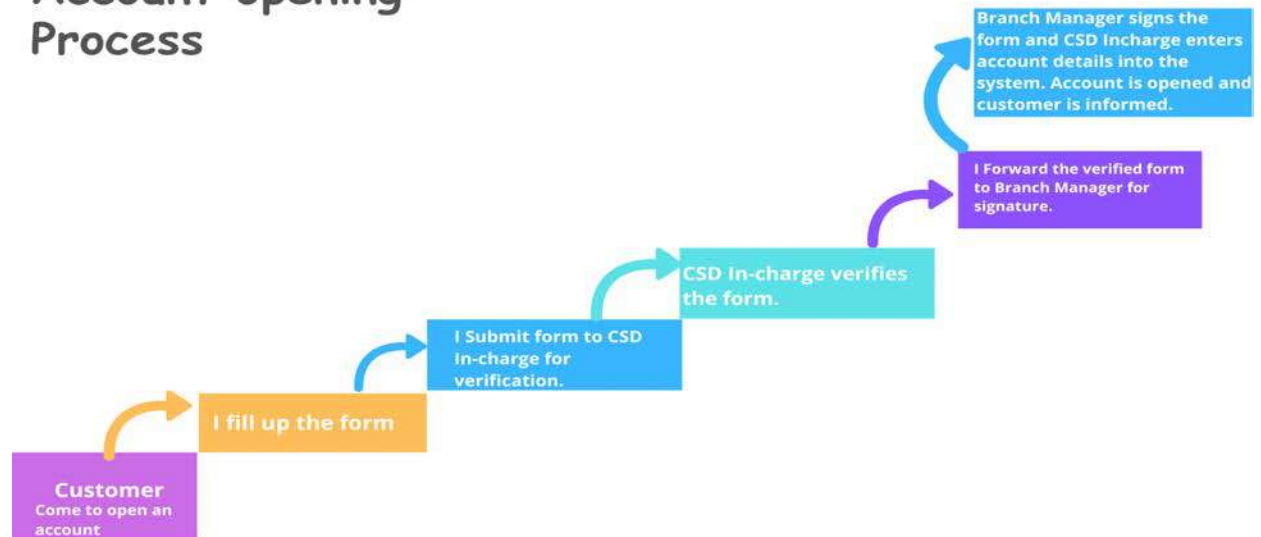 Account opening
Process
Branch Manager signs the
form and CSD Incharge enters
account details into the
system. Account is opened and
customer is informed.
I Forward the verified form
to Branch Manager for
signature.
CSD In-charge verifies
the form.
I Submit form to CSD
In-charge for
verification.
I fill up the form
Customer
Come to open an
account